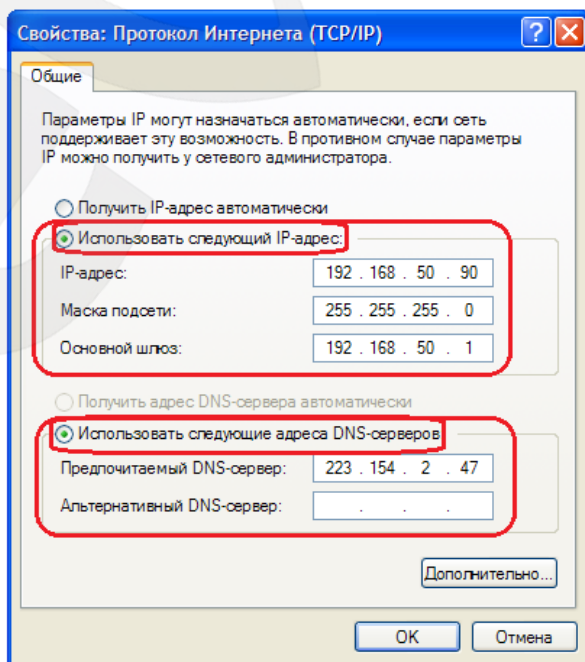 Свойства: Протокол Интернета (TCP/IP)
Общие
Параметры IP могут назначаться автоматически, если сеть
поддерживает эту возможность. В противном случае параметры
IP можно получить у сетевого администратора.
Получить IP-адрес автоматически
Использовать следующий IP-адрес:
IP-адрес: 192 . 168 . 50 . 90
Маска подсети: 255 . 255 . 255 . 0
Основной шлюз: 192 . 168 . 50 . 1
Получить адрес DNS-сервера автоматически
Использовать следующие адреса DNS-серверов
Предпочитаемый DNS-сервер: 223 . 154 . 2 . 47
Альтернативный DNS-сервер: . . .
Дополнительно...
OK Отмена